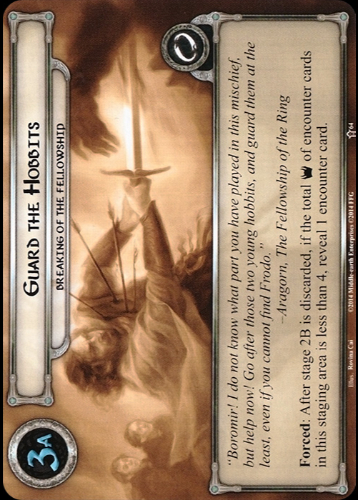 3A
GUARD THE HOBBITS
BREAKING OF THE FELLOWSHIP
“Boromir! I do not know what part you have played in this mischief,
but help now! Go after those two young hobbits, and guard them at the
least, even if you cannot find Frodo.”
–Aragorn, The Fellowship of the Ring
Forced: After stage 2B is discarded, if the total of encounter cards
in this staging area is less than 4, reveal 1 encounter card.
Illus. Rovina Cai ©2014 Middle-earth Enterprises ©2014 FFG 64